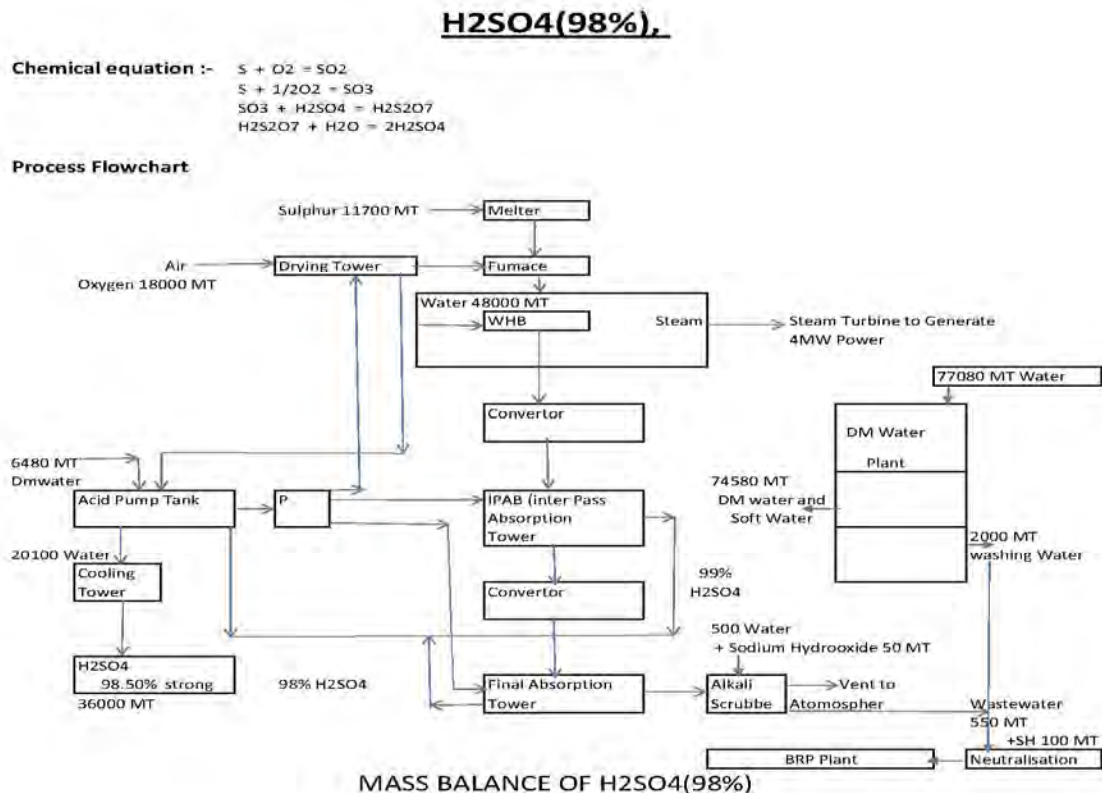 H2SO4(98%),
Chemical equation :- S + O2 = SO2
S + 1/2O2 = SO3
SO3 + H2SO4 = H2S2O7
H2S2O7 + H2O = 2H2SO4
Process Flowchart
Sulphur 11700 MT
Melter
Air
Oxygen 18000 MT
Drying Tower
Furnace
Water 48000 MT
WHB
Steam
Steam Turbine to Generate
4MW Power
77080 MT Water
Convertor
DM Water
Plant
6480 MT
Dmwater
Acid Pump Tank
P
IPAB (inter Pass
Absorption
Tower
74580 MT
DM water and
Soft Water
2000 MT
washing Water
20100 Water
Cooling
Tower
Convertor
99%
H2SO4
500 Water
+ Sodium Hydrooxide 50 MT
H2SO4
98.50% strong
36000 MT
98% H2SO4
Final Absorption
Tower
Alkali
Scrubbe
Vent to
Atomospher
Wastewater
550 MT
+SH 100 MT
BRP Plant
Neutralisation
MASS BALANCE OF H2SO4(98%)